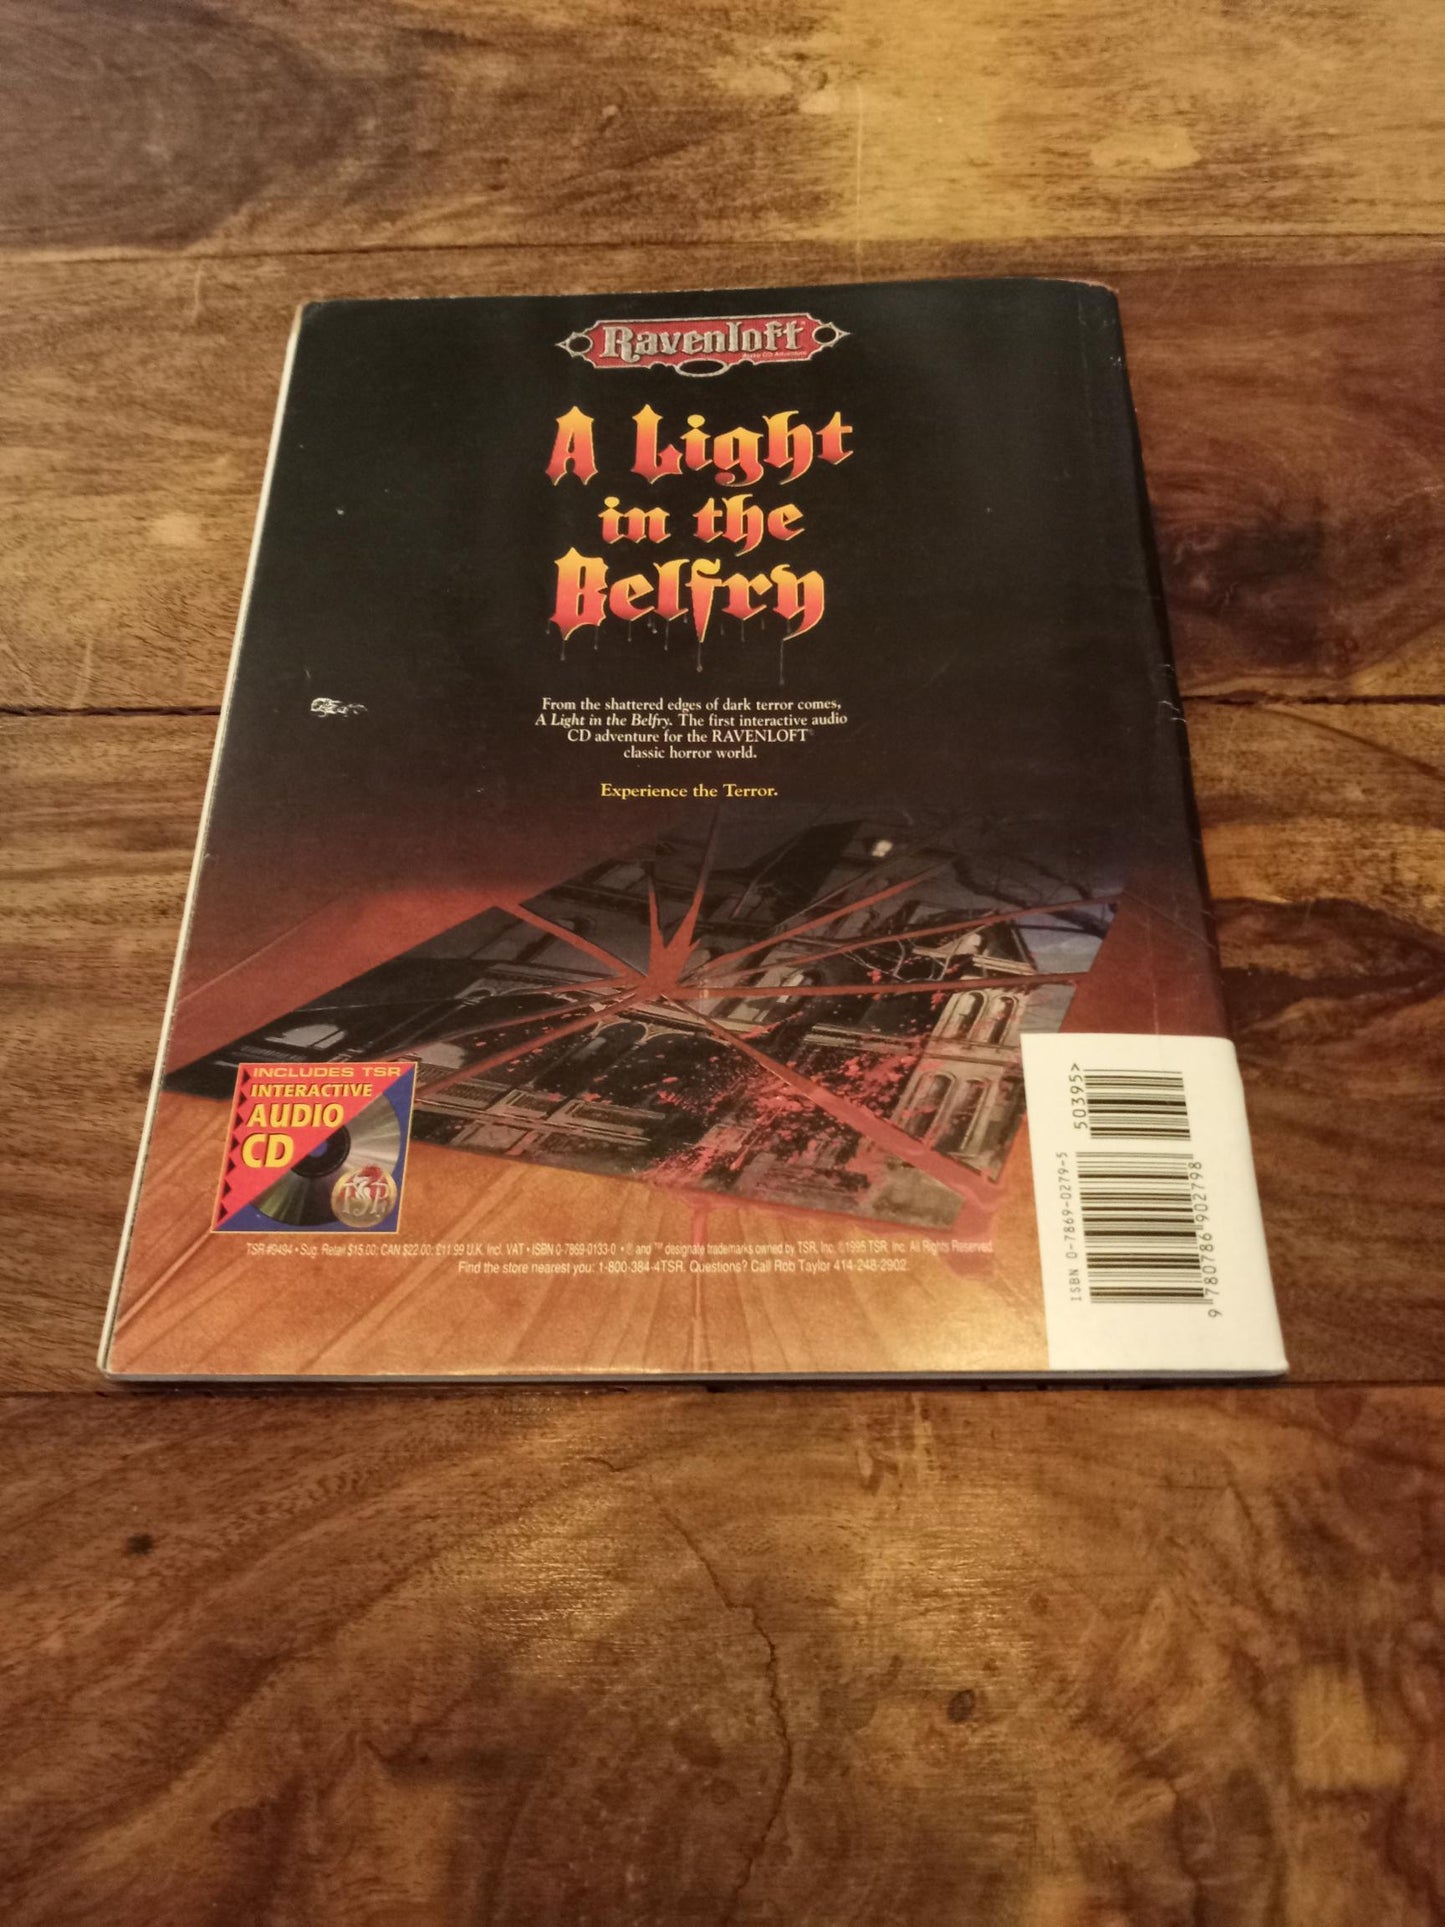 Ravenloft
Audio CD Adventure
A Light
in the
Belfry
From the shattered edges of dark terror comes,
A Light in the Belfry. The first interactive audio
CD adventure for the RAVENLOFT®
classic horror world.
Experience the Terror.
INCLUDES TSR
INTERACTIVE
AUDIO
CD
TSR
TSR #9494 • Sug. Retail $15.00; CAN $22.00; £11.99 U.K. Incl. VAT • ISBN 0-7869-0133-0 • ® and ™ designate trademarks owned by TSR, Inc. ©1995 TSR, Inc. All Rights Reserved.
Find the store nearest you: 1-800-384-4TSR. Questions? Call Rob Taylor 414-248-2902.
50395>
ISBN 0-7869-0279-5
9 780786 902798